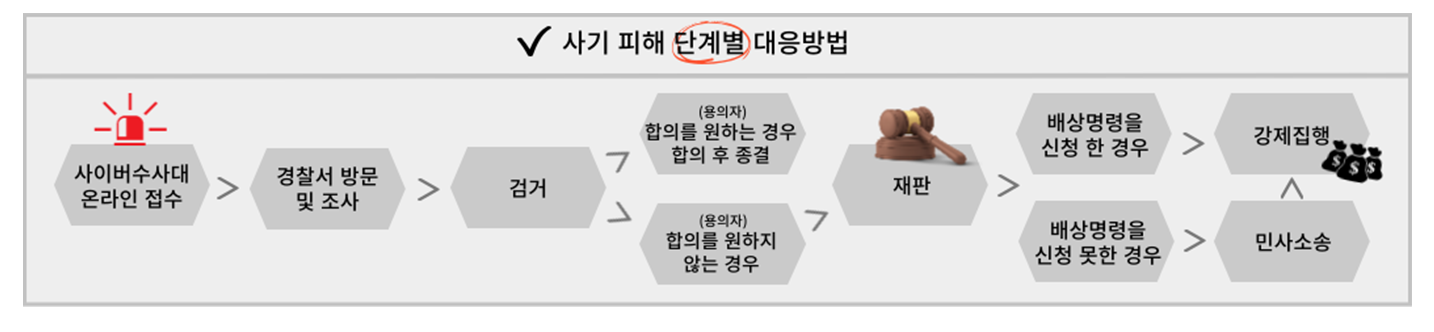 사기 피해 단계별 대응방법
사이버수사대
온라인 접수
경찰서 방문
및 조사
검거
(용의자)
합의를 원하는 경우
합의 후 종결
(용의자)
합의를 원하지
않는 경우
재판
배상명령을
신청 한 경우
강제집행
배상명령을
신청 못한 경우
민사소송